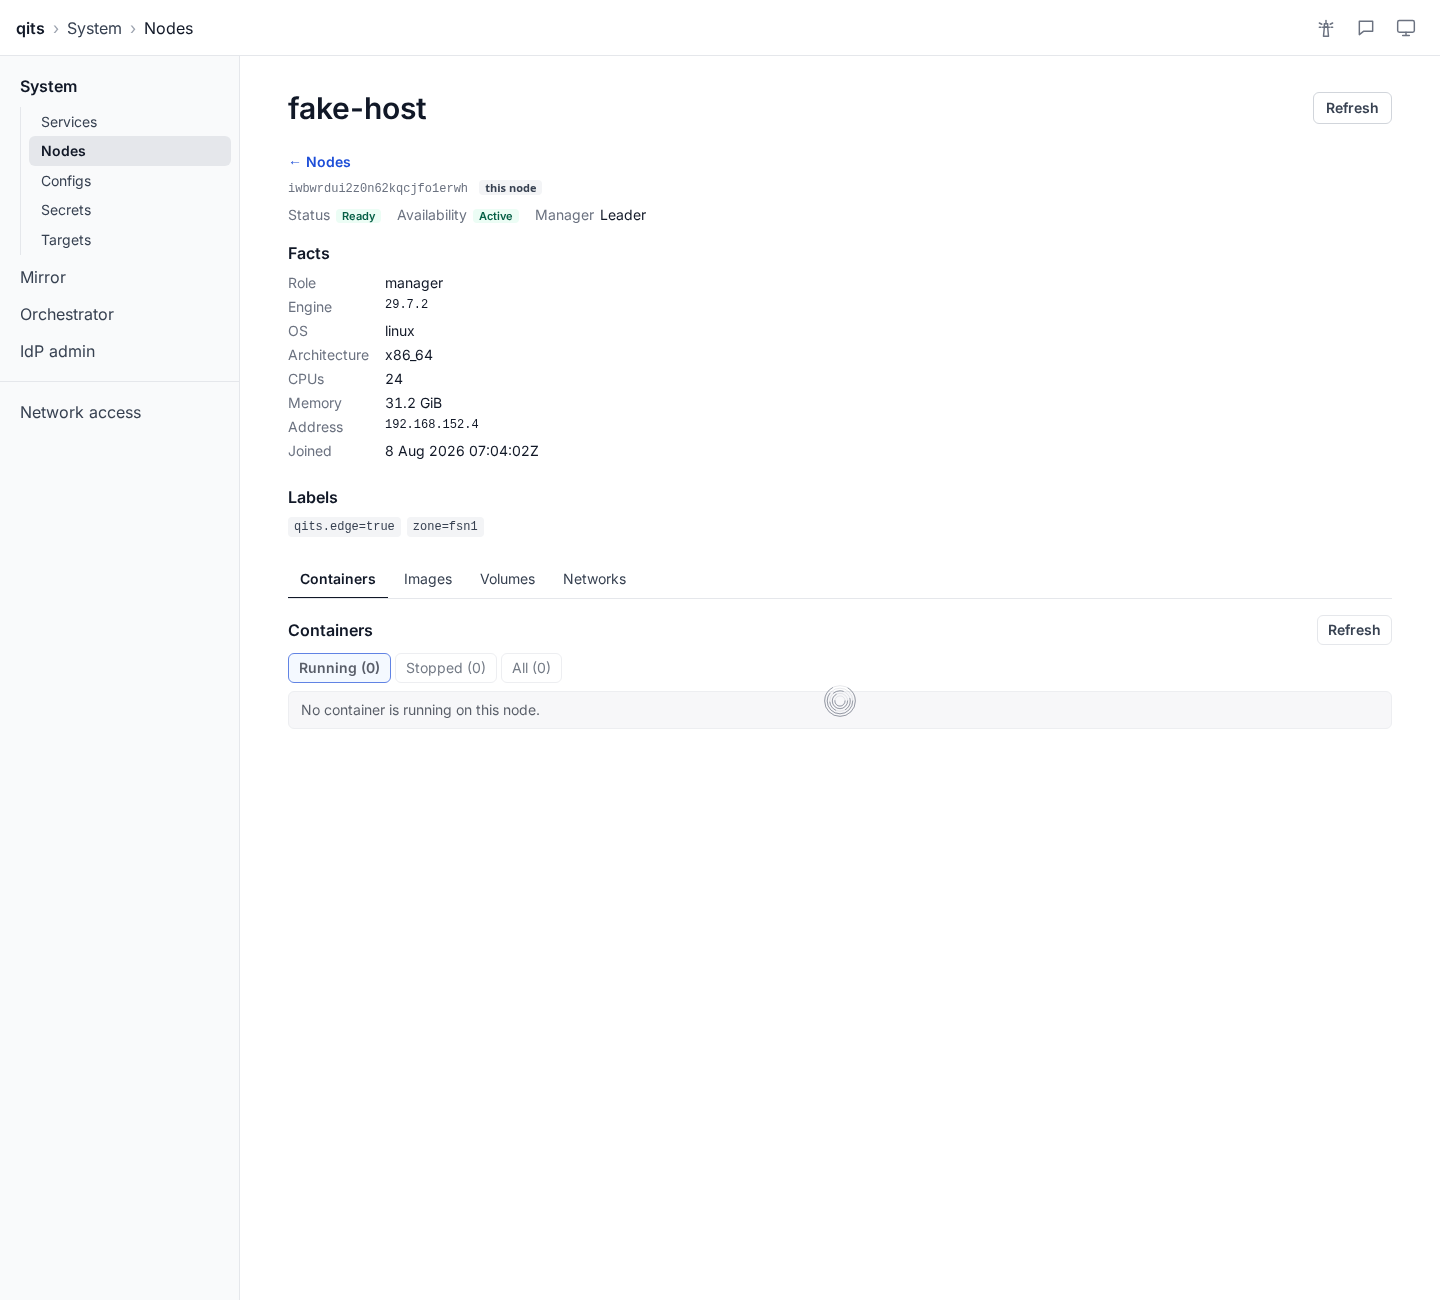 qits › System › Nodes
System
Services
Nodes
Configs
Secrets
Targets
Mirror
Orchestrator
IdP admin
Network access
fake-host
Refresh
← Nodes
iwbwrdui2z0n62kqcjfo1erwh this node
Status Ready Availability Active Manager Leader
Facts
Role manager
Engine 29.7.2
OS linux
Architecture x86_64
CPUs 24
Memory 31.2 GiB
Address 192.168.152.4
Joined 8 Aug 2026 07:04:02Z
Labels
qits.edge=true zone=fsn1
Containers Images Volumes Networks
Containers
Refresh
Running (0) Stopped (0) All (0)
No container is running on this node.